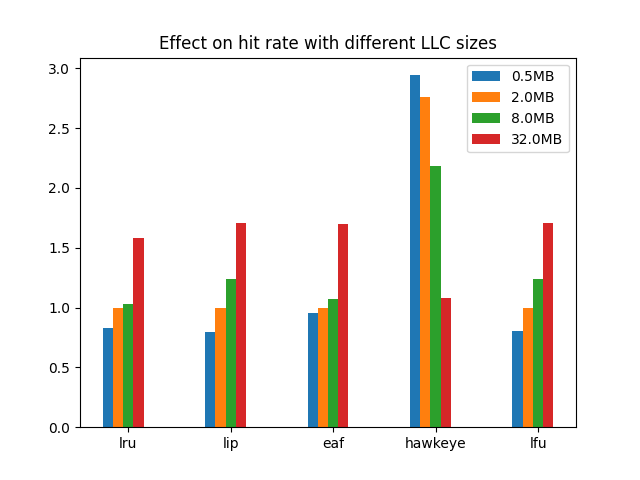 Effect on hit rate with different LLC sizes
3.0
2.5
2.0
1.5
1.0
0.5
0.0
0.5MB
2.0MB
8.0MB
32.0MB
lru
lip
eaf
hawkeye
lfu